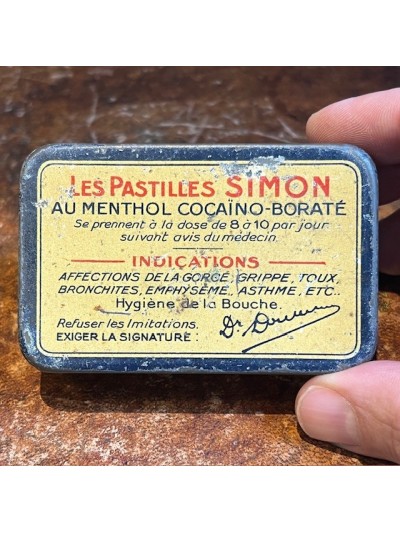 LES PASTILLES SIMON
AU MENTHOL COCAÏNO-BORATÉ
Se prennent à la dose de 8 à 10 par jour
suivant avis du médecin
INDICATIONS
AFFECTIONS DE LA GORGE, GRIPPE, TOUX,
BRONCHITES, EMPHYSÈME, ASTHME, ETC.
Hygiène de la Bouche.
Refuser les Imitations.
EXIGER LA SIGNATURE : Dr